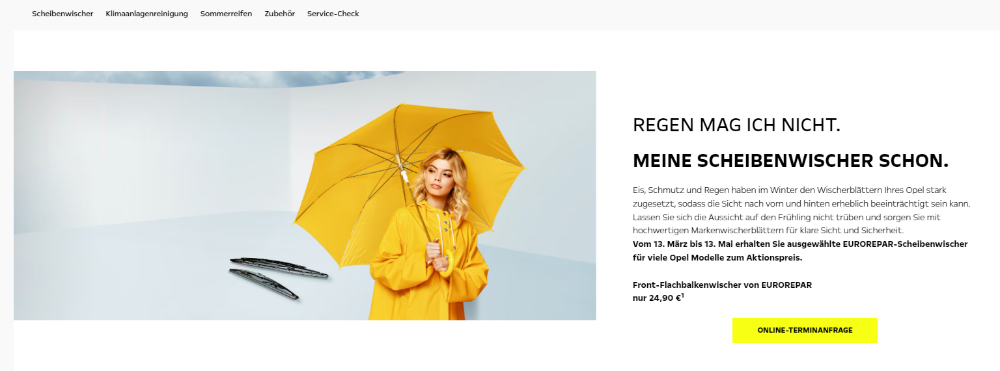 Scheibenwischer Klimaanlagenreinigung Sommerreifen Zubehör Service-Check
REGEN MAG ICH NICHT.
MEINE SCHEIBENWISCHER SCHON.
Eis, Schmutz und Regen haben im Winter den Wischerblättern Ihres Opel stark
zugesetzt, sodass die Sicht nach vorn und hinten erheblich beeinträchtigt sein kann.
Lassen Sie sich die Aussicht auf den Frühling nicht trüben und sorgen Sie mit
hochwertigen Markenwischerblättern für klare Sicht und Sicherheit.
Vom 13. März bis 13. Mai erhalten Sie ausgewählte EUROREPAR-Scheibenwischer
für viele Opel Modelle zum Aktionspreis.
Front-Flachbalkenwischer von EUROREPAR
nur 24,90 €¹
ONLINE-TERMINANFRAGE